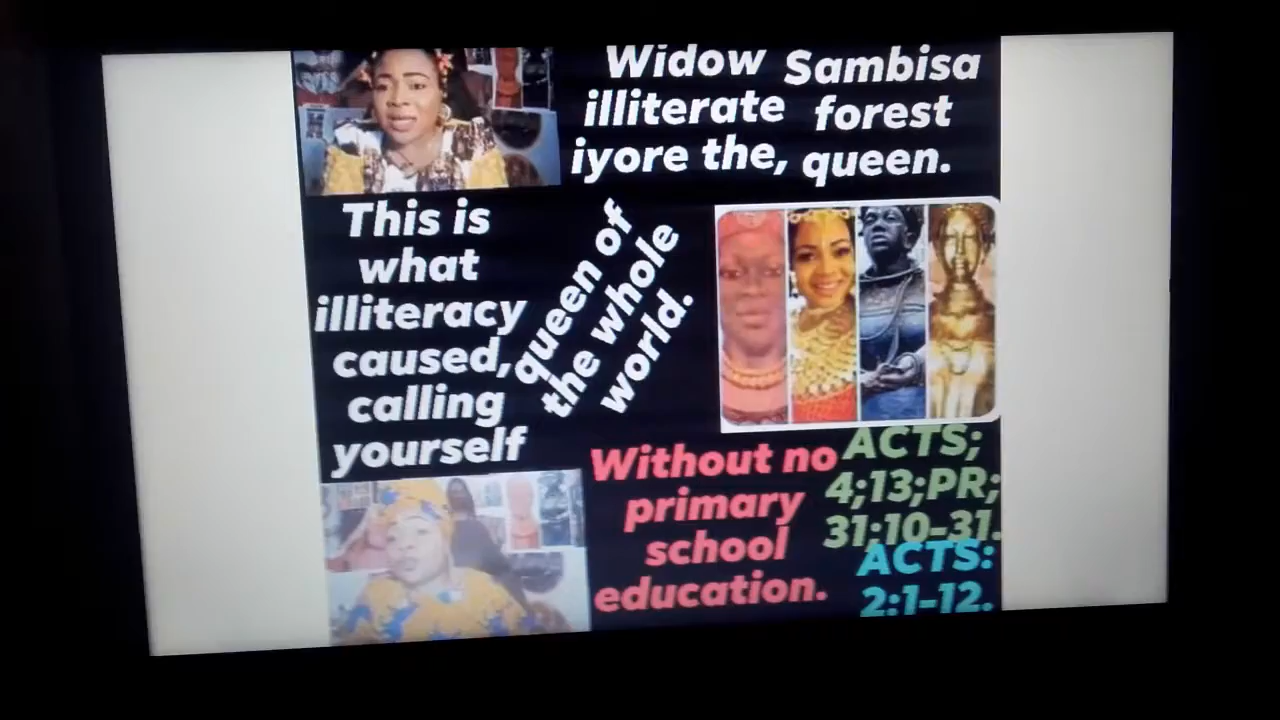 Widow
illiterate
iyore the,
Sambisa
forest
queen.
This is
what
illiteracy
caused,
calling
yourself
queen of
the whole
world.
Without no
primary
school
education.
ACTS;
4;13;PR;
31;10-31.
ACTS:
2:1-12.